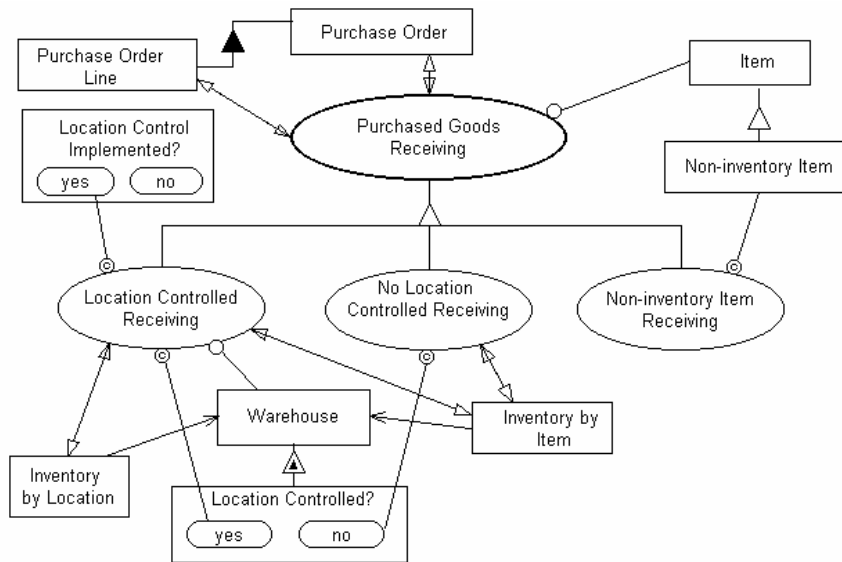 Purchase Order
Purchase Order
Line
Item
Location Control
Implemented?
yes
no
Purchased Goods
Receiving
Non-inventory Item
Location Controlled
Receiving
No Location
Controlled Receiving
Non-inventory Item
Receiving
Warehouse
Inventory by
Item
Inventory
by Location
Location Controlled?
yes
no